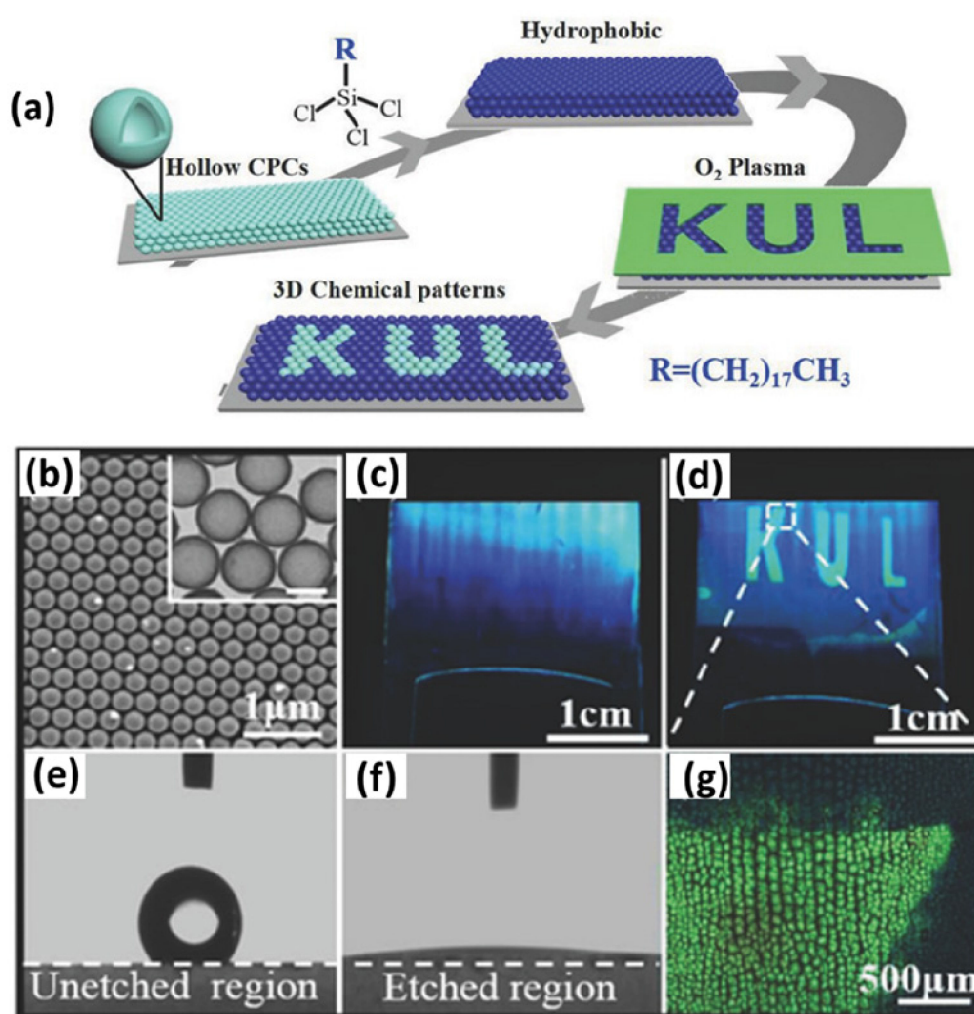 (a)
R
Si
Cl
Cl
Cl
Hydrophobic
Hollow CPCs
O₂ Plasma
KUL
3D Chemical patterns
KUL
R=(CH₂)₁₇CH₃
(b)
1μm
(c)
1cm
(d)
KUL
1cm
(e)
Unetched region
(f)
Etched region
(g)
500μm